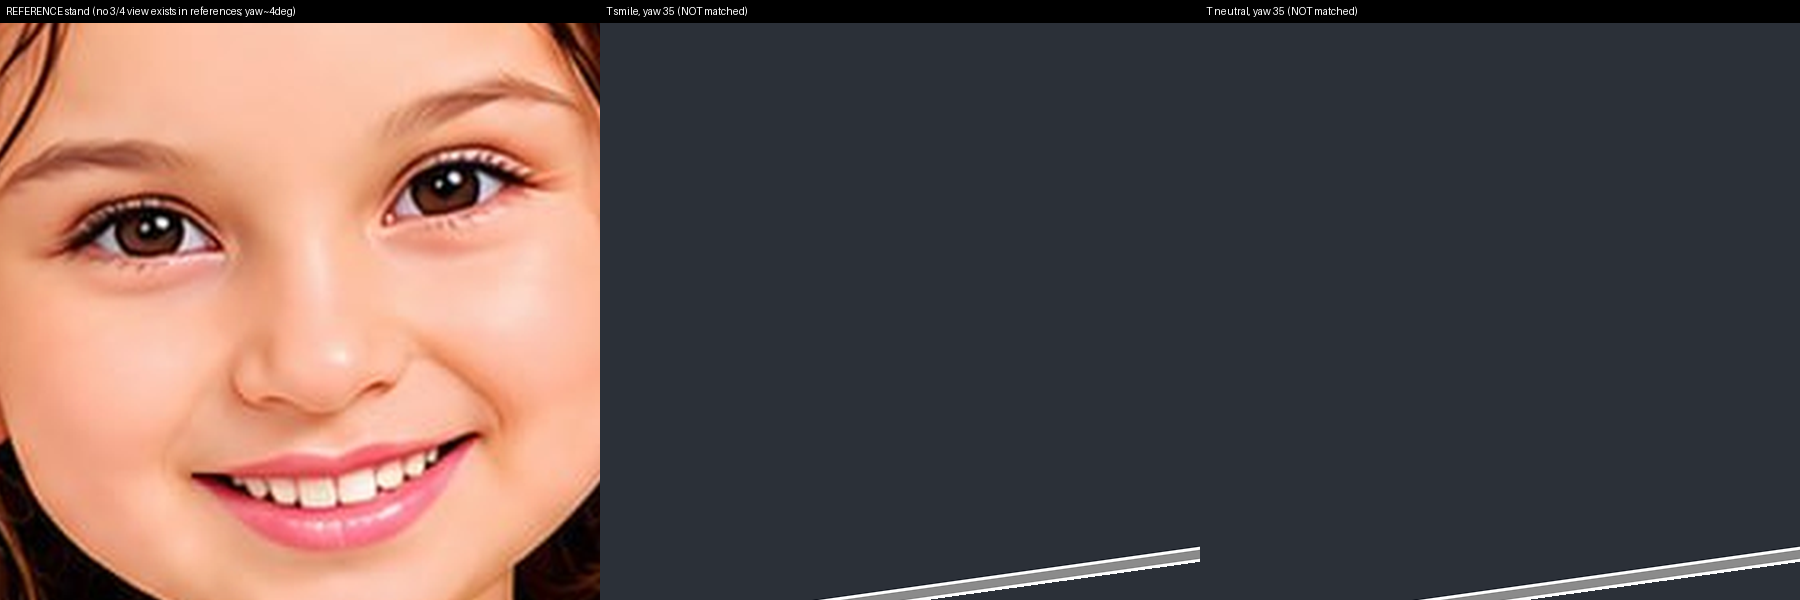 REFERENCE stand (no 3/4 view exists in references; yaw~4deg)
T smile, yaw 35 (NOT matched)
T neutral, yaw 35 (NOT matched)